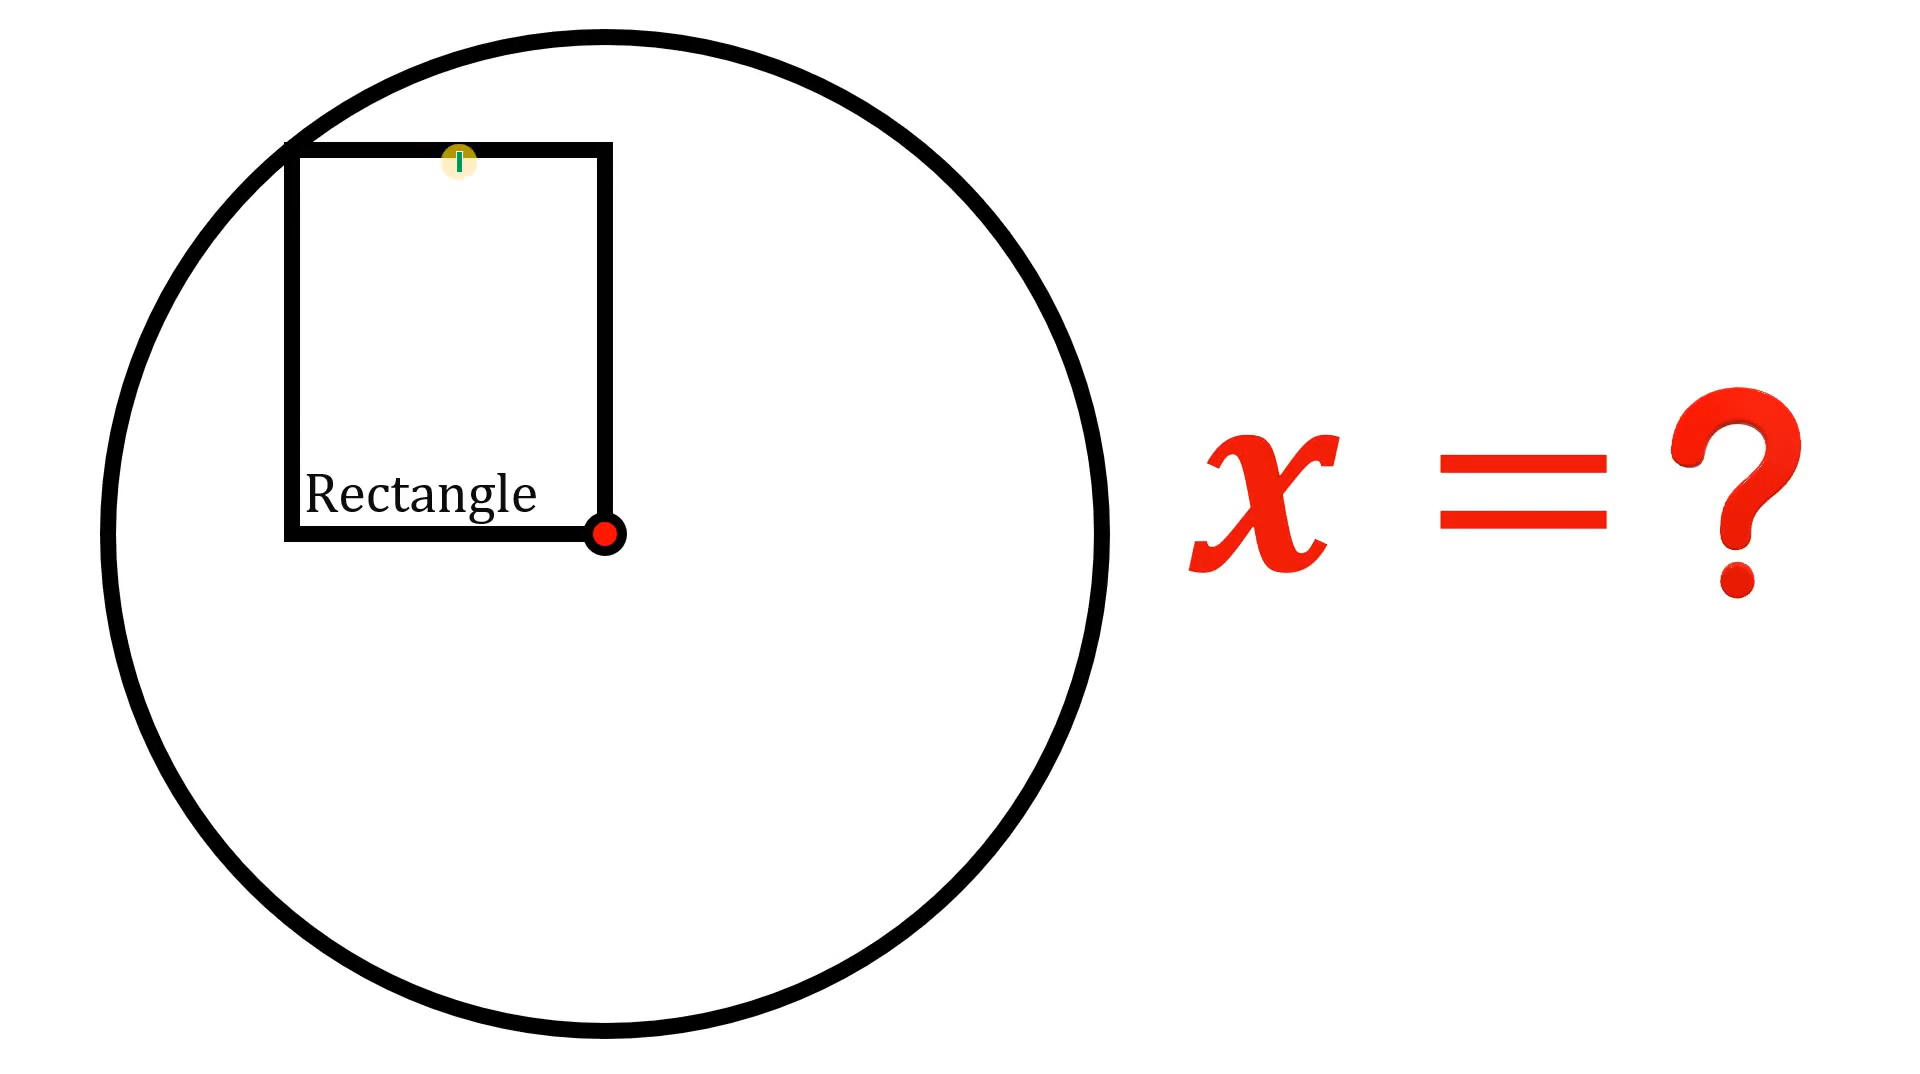 Rectangle
x = ?